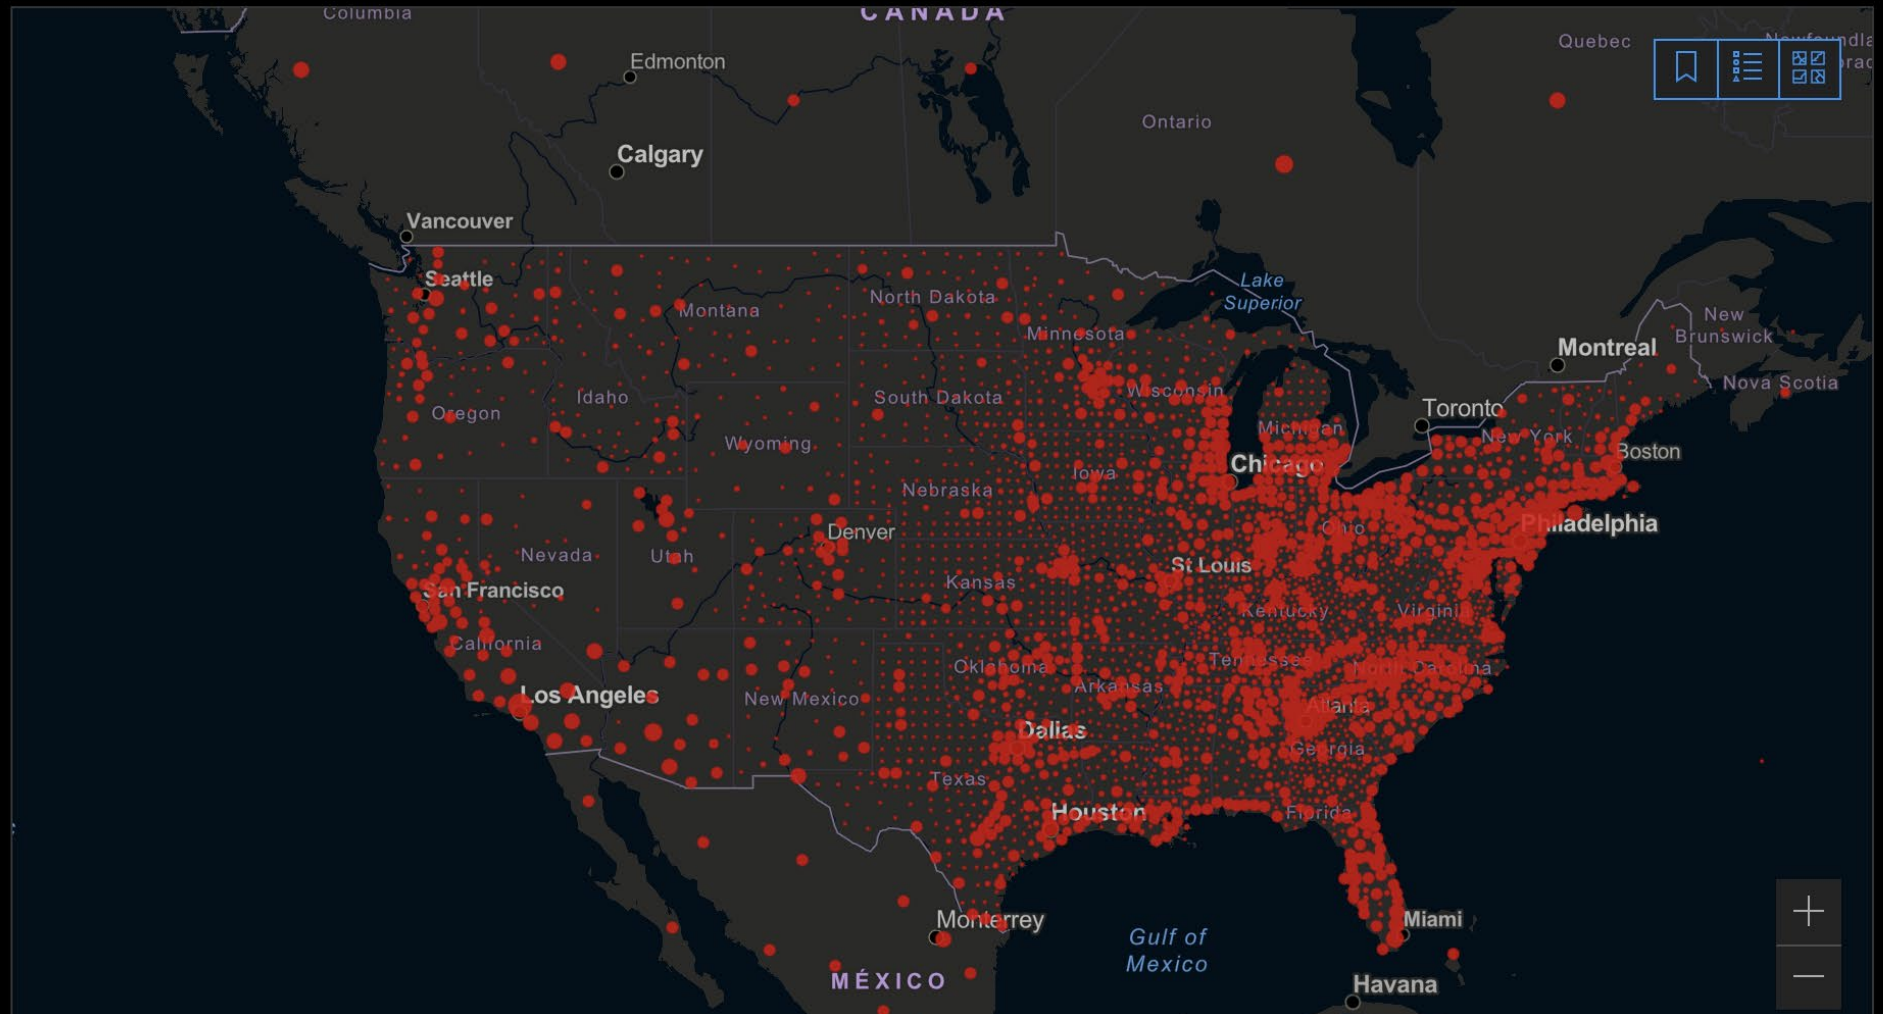 Columbia
CANADA
Quebec
Edmonton
Ontario
Calgary
Vancouver
Seattle
Lake
Superior
North Dakota
Montana
New
Brunswick
Minnesota
Montreal
Nova Scotia
Wisconsin
South Dakota
Idaho
Toronto
Oregon
Michigan
New York
Wyoming
Boston
Chicago
Iowa
Nebraska
Philadelphia
Ohio
Denver
Nevada
Utah
St Louis
Kansas
San Francisco
Kentucky
Virginia
California
Tennessee
Oklahoma
North Carolina
Arkansas
Los Angeles
New Mexico
Atlanta
Dallas
Georgia
Texas
Houston
Florida
Monterrey
Miami
Gulf of
Mexico
MÉXICO
Havana